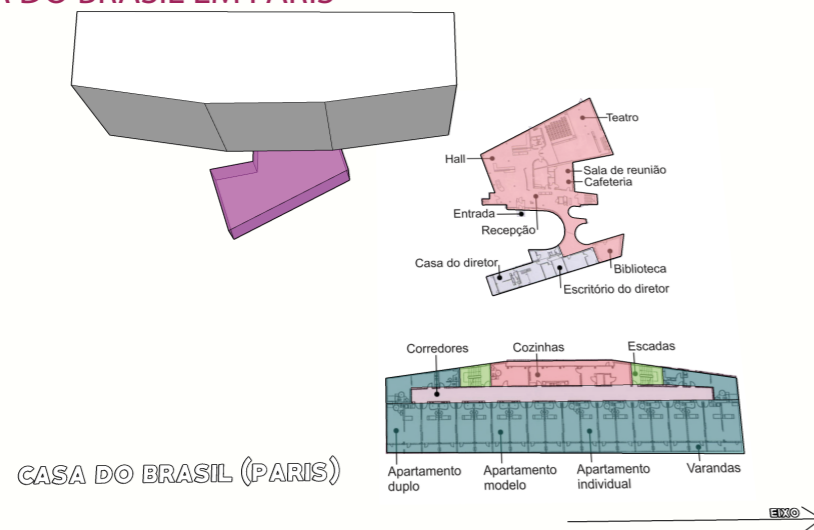 A DO BRASIL EM PARIS
Teatro
Hall
Sala de reunião
Cafeteria
Entrada
Recepção
Casa do diretor
Biblioteca
Escritório do diretor
Corredores
Cozinhas
Escadas
Apartamento
duplo
Apartamento
modelo
Apartamento
individual
Varandas
CASA DO BRASIL (PARIS)
EIXO